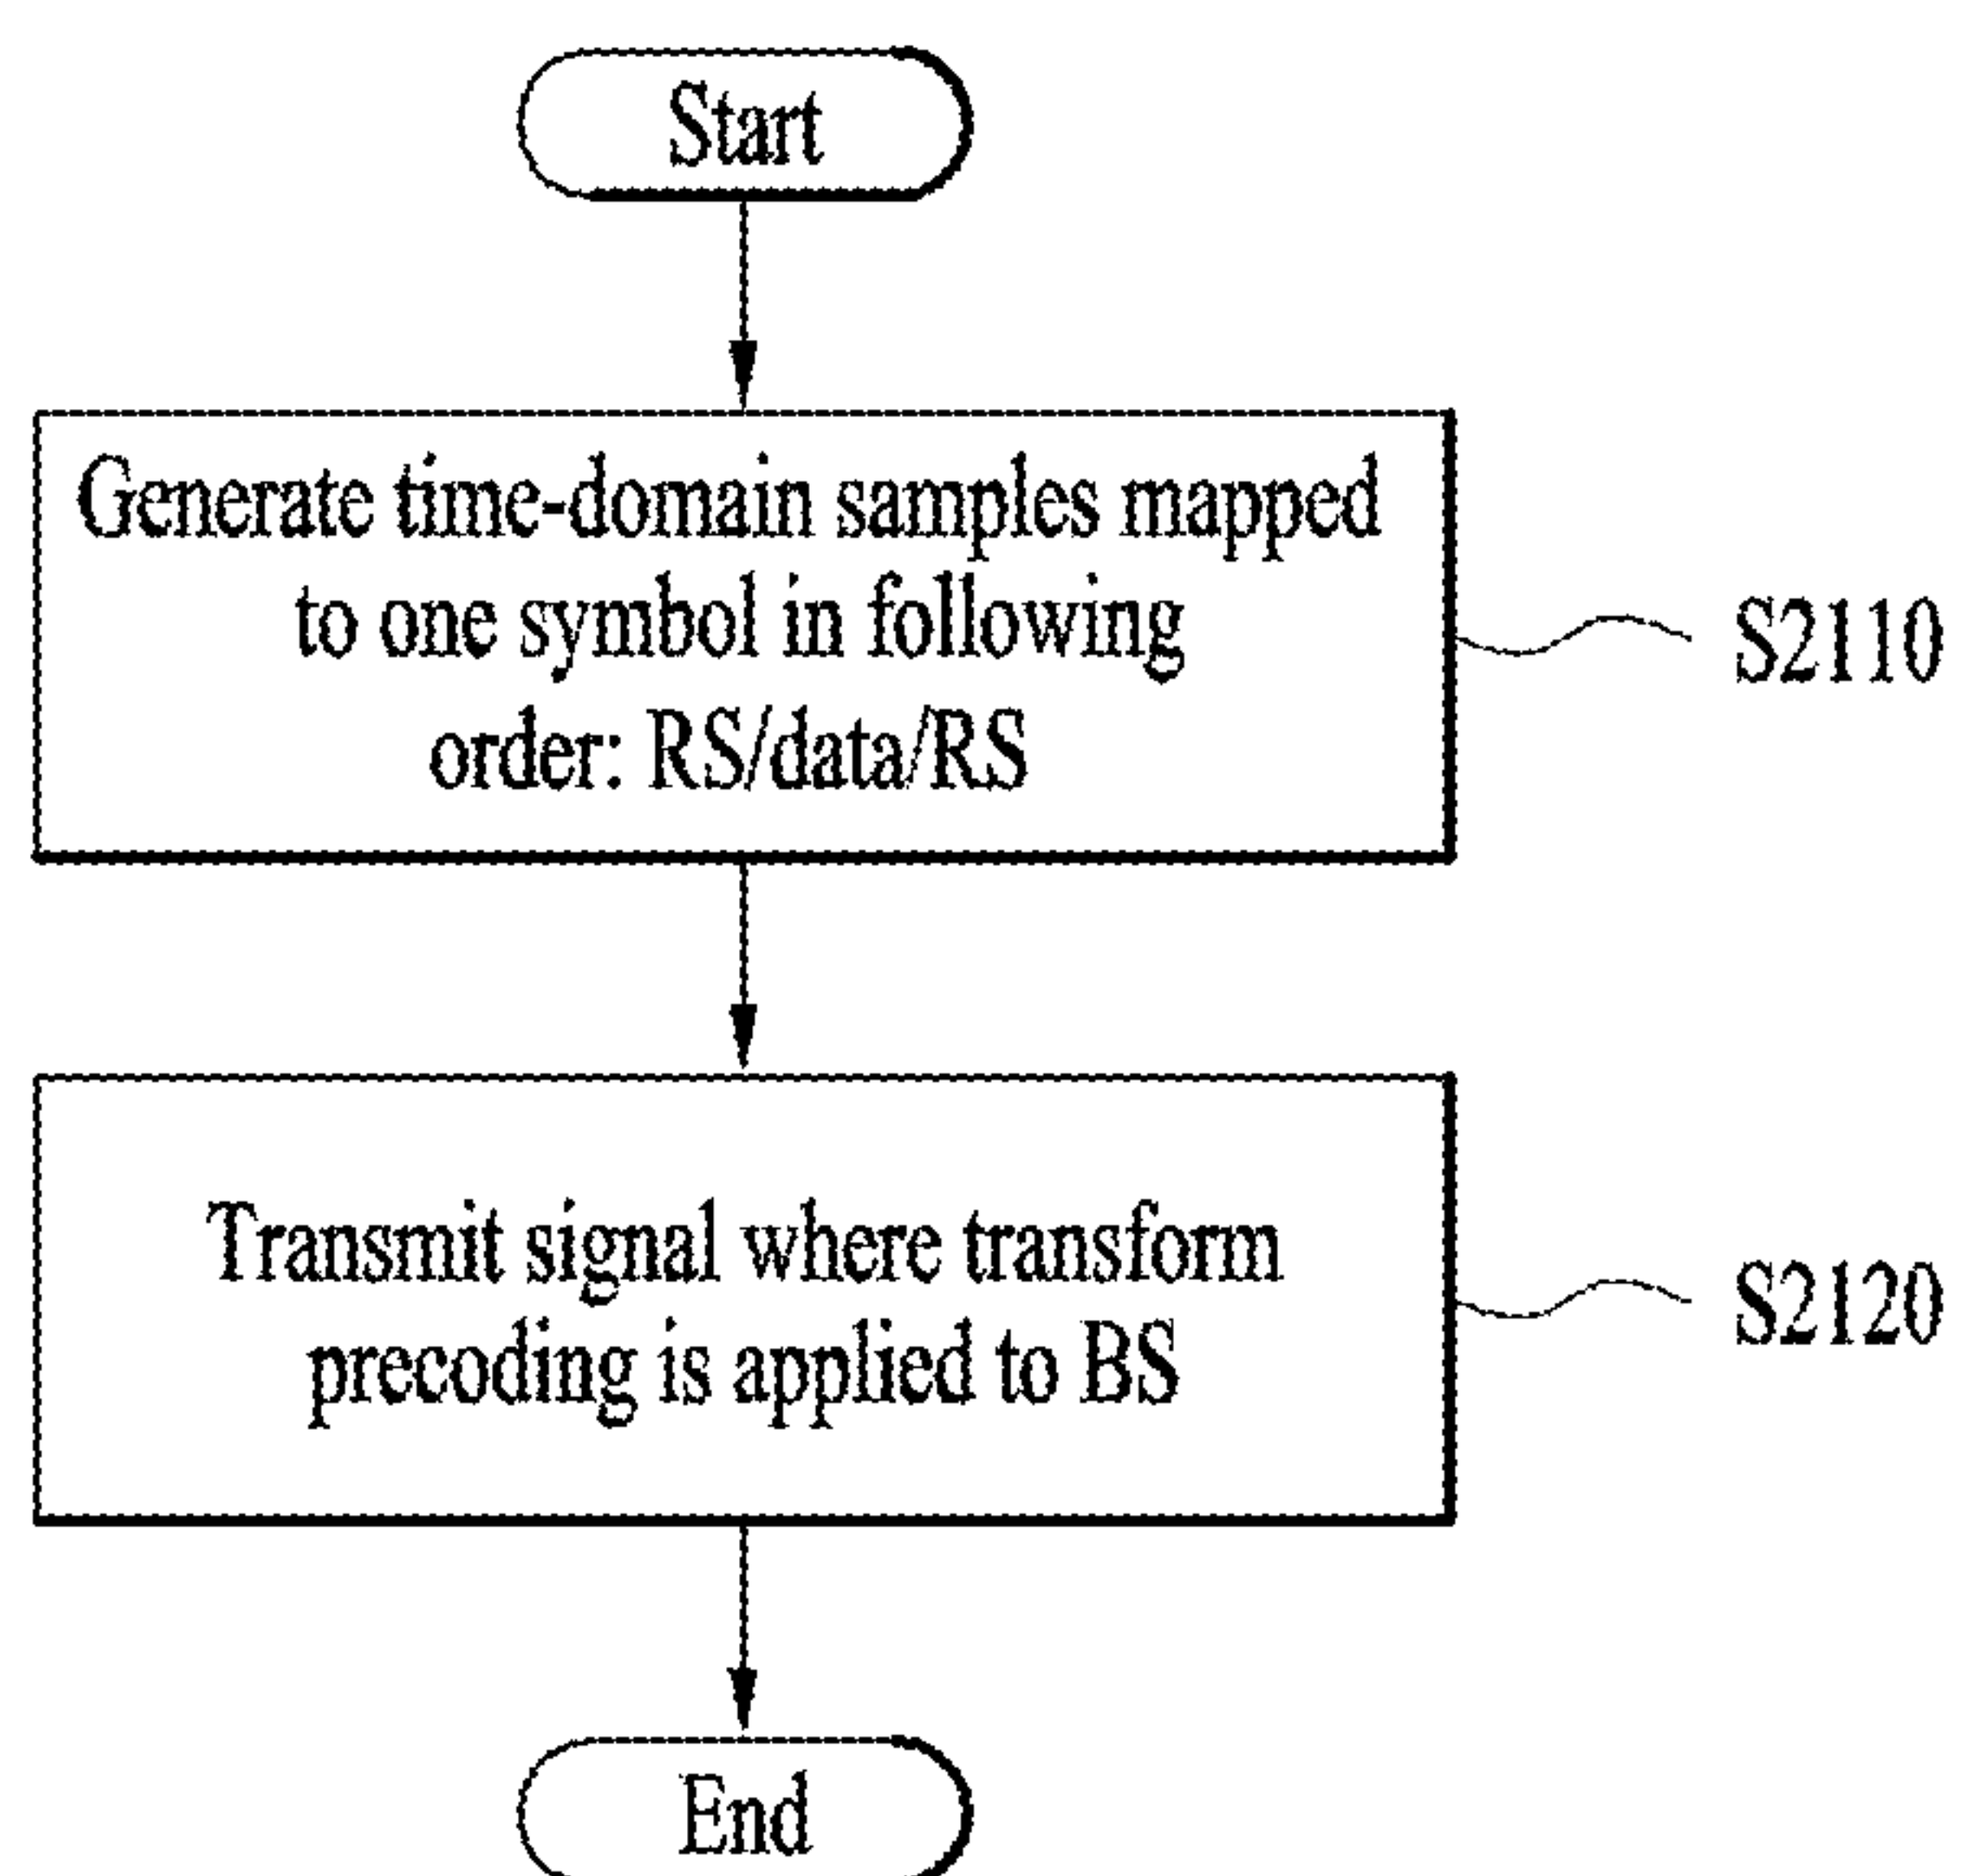 Start
Generate time-domain samples mapped
to one symbol in following
order: RS/data/RS
S2110
Transmit signal where transform
precoding is applied to BS
S2120
End